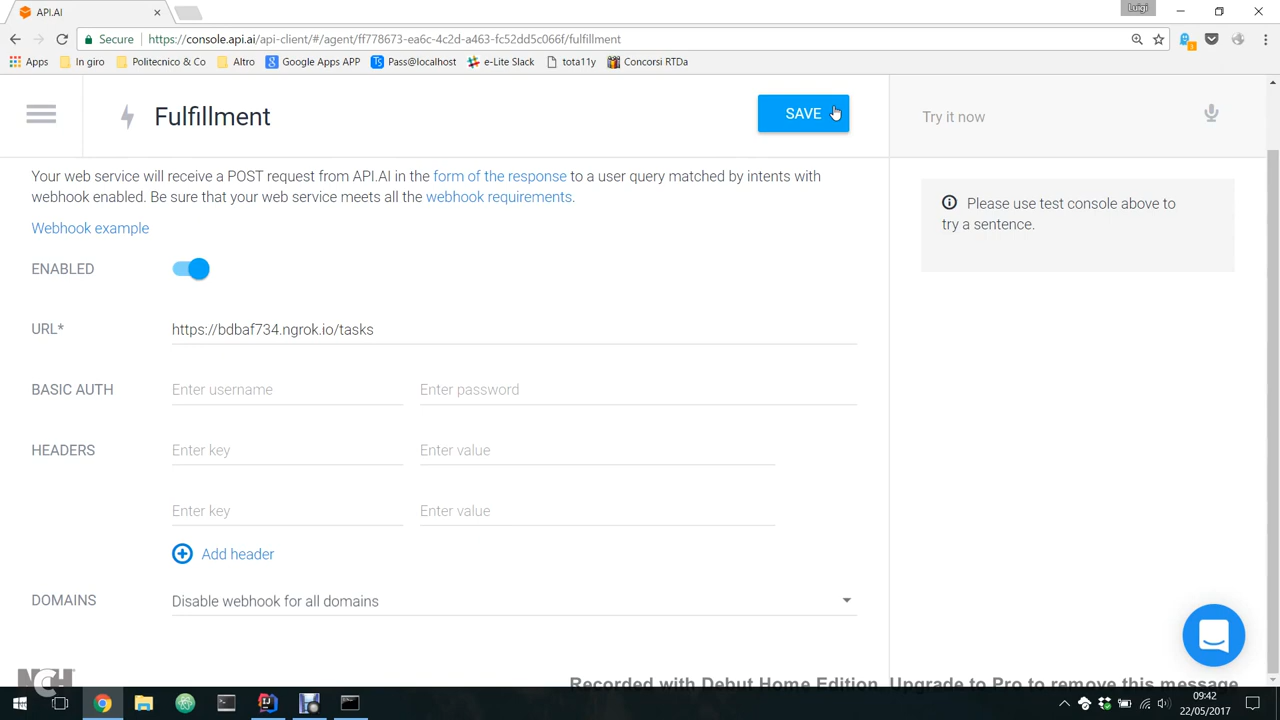 API.AI
Luigi
Secure
https://console.api.ai/api-client/#/agent/ff778673-ea6c-4c2d-a463-fc52dd5c066f/fulfillment
Apps
In giro
Politecnico & Co
Altro
Google Apps APP
Pass@localhost
e-Lite Slack
tota11y
Concorsi RTDa
Fulfillment
SAVE
Try it now
Your web service will receive a POST request from API.AI in the form of the response to a user query matched by intents with
webhook enabled. Be sure that your web service meets all the webhook requirements.
Webhook example
Please use test console above to
try a sentence.
ENABLED
URL*
https://bdbaf734.ngrok.io/tasks
BASIC AUTH
Enter username
Enter password
HEADERS
Enter key
Enter value
Enter key
Enter value
Add header
DOMAINS
Disable webhook for all domains
NCH
Recorded with Debut Home Edition. Upgrade to Pro to remove this message
09:42
22/05/2017